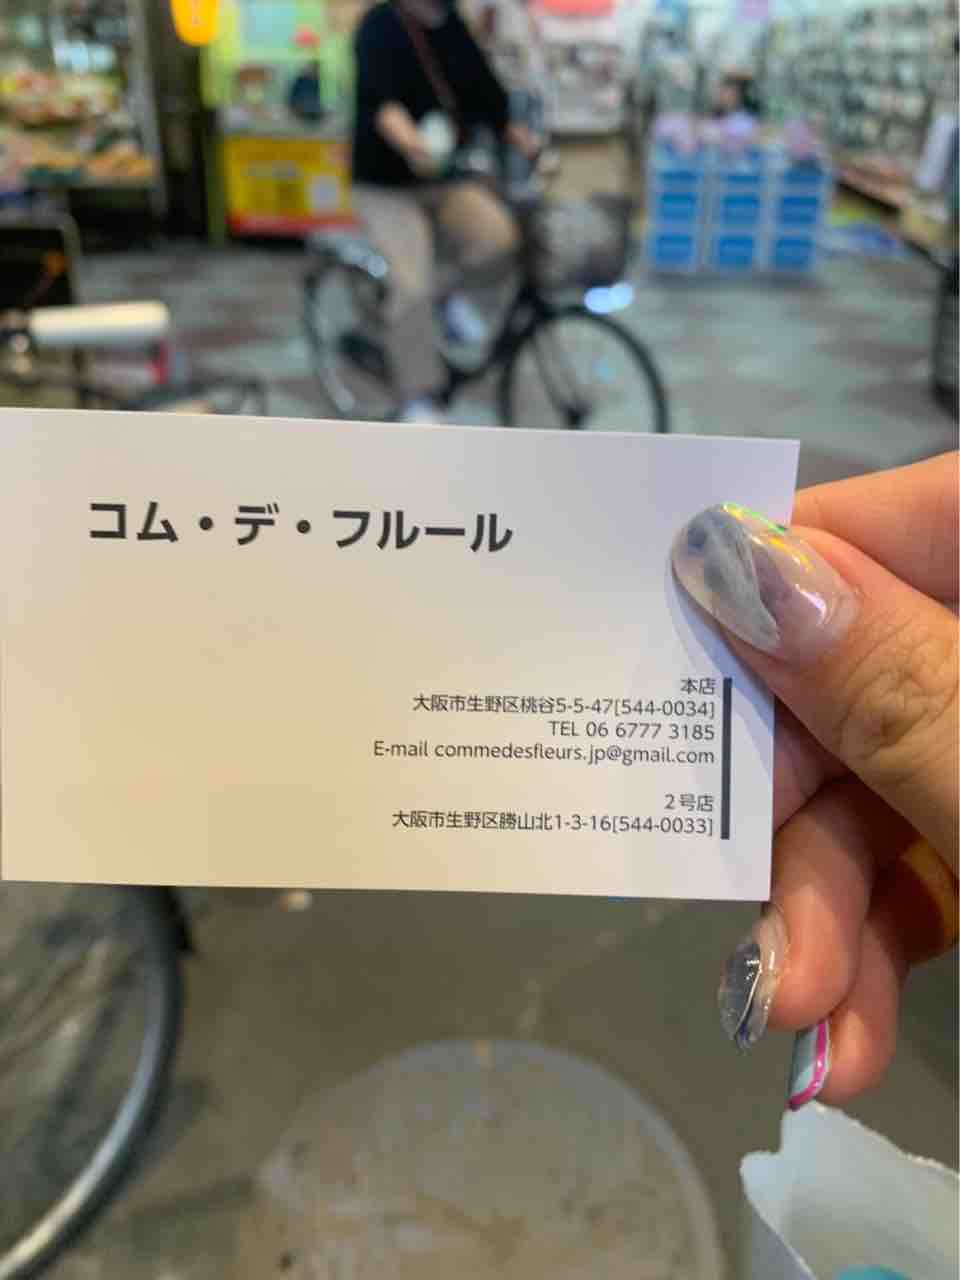 コム・デ・フルール
本店
大阪市生野区桃谷5-5-47[544-0034]
TEL 06 6777 3185
E-mail commedesfleurs.jp@gmail.com
２号店
大阪市生野区勝山北1-3-16[544-0033]